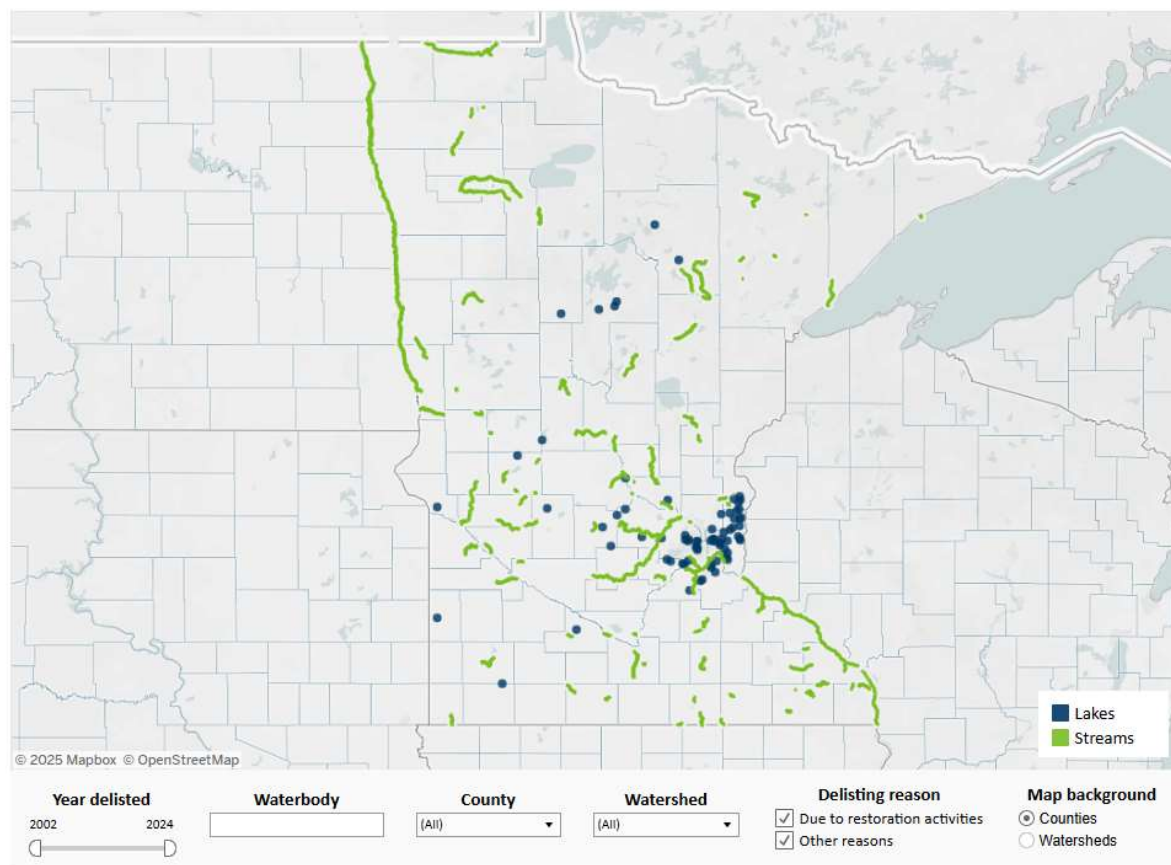 Lakes
Streams
© 2025 Mapbox © OpenStreetMap
Year delisted
2002 2024
Waterbody
County
(All)
Watershed
(All)
Delisting reason
Due to restoration activities
Other reasons
Map background
Counties
Watersheds